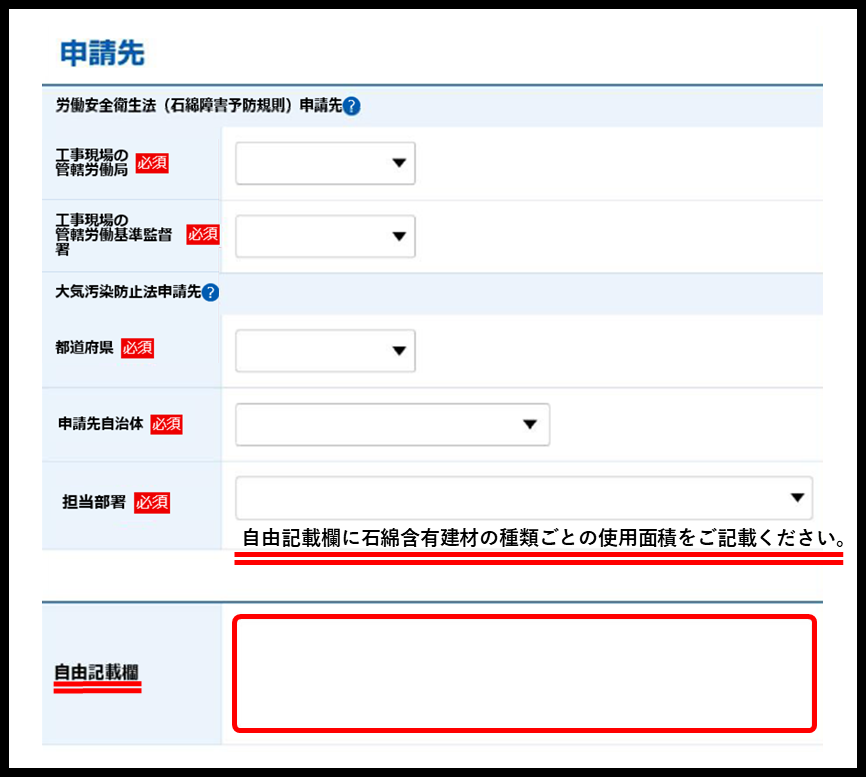 申請先
労働安全衛生法（石綿障害予防規則）申請先?
工事現場の
管轄労働局 必須
工事現場の
管轄労働基準監督 必須
署
大気汚染防止法申請先?
都道府県 必須
申請先自治体 必須
担当部署 必須
自由記載欄に石綿含有建材の種類ごとの使用面積をご記載ください。
自由記載欄